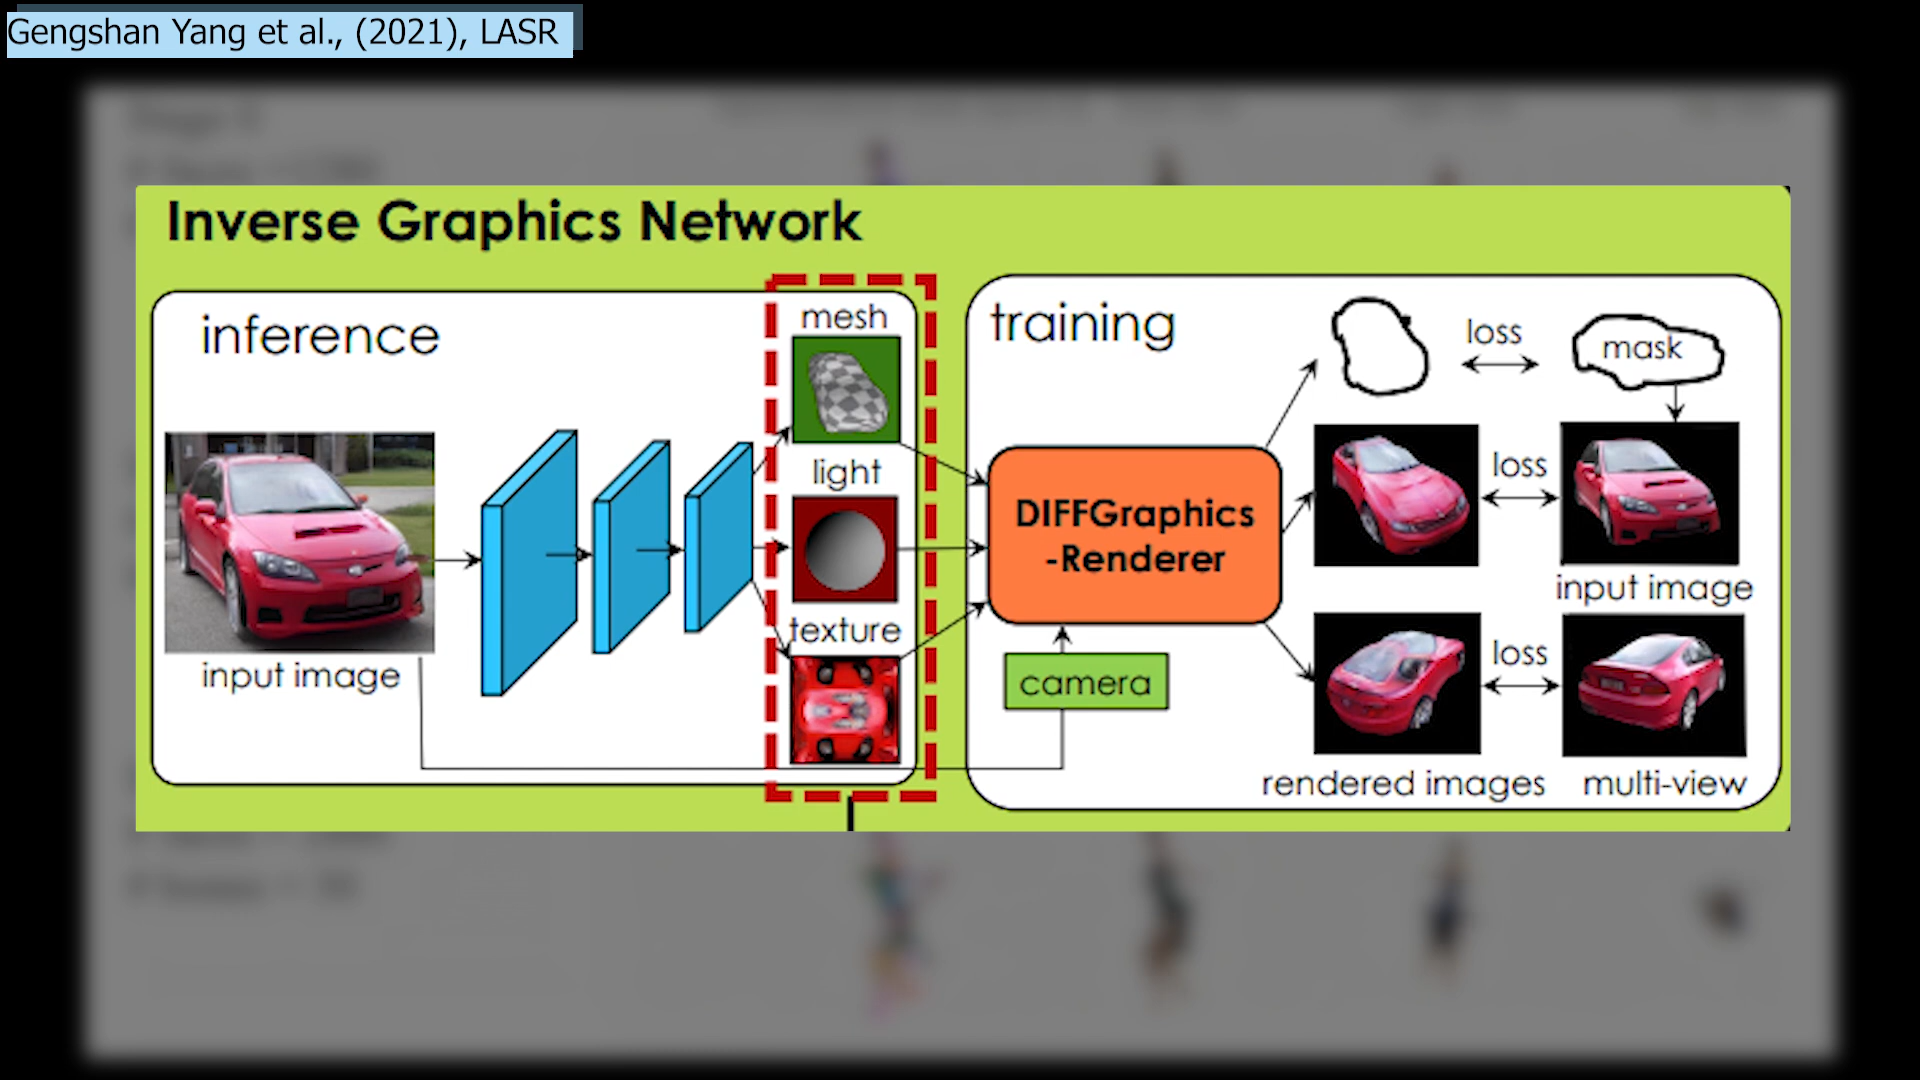 Gengshan Yang et al., (2021), LASR
Inverse Graphics Network
inference
input image
mesh
light
texture
training
DIFFGraphics
-Renderer
camera
loss
mask
loss
input image
loss
rendered images
multi-view